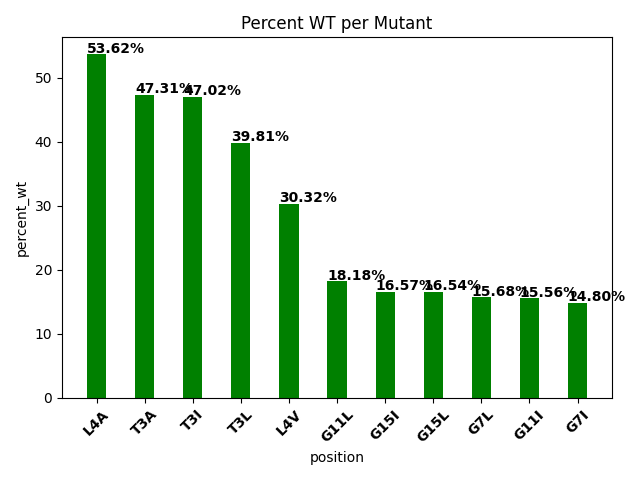 Percent WT per Mutant
percent_wt
50
40
30
20
10
0
53.62%
47.31%
47.02%
39.81%
30.32%
18.18%
16.57%
16.54%
15.68%
15.56%
14.80%
L4A
T3A
T3I
T3L
L4V
G11L
G15I
G15L
G7L
G11I
G7I
position